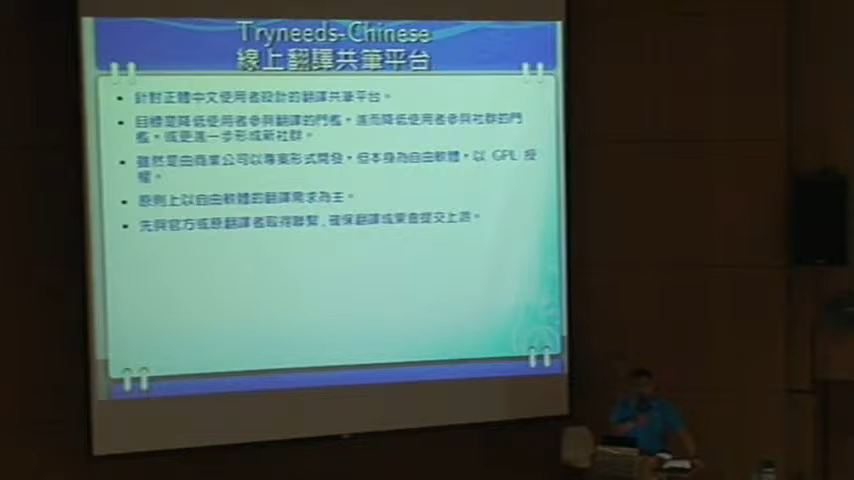 Tryneeds-Chinese
線上翻譯共筆平台
針對正體中文使用者設計的翻譯共筆平台。
目標是降低使用者參與翻譯的門檻，進而降低使用者參與社群的門
檻，或更進一步形成新社群。
雖然是由商業公司以專案形式開發，但本身為自由軟體，以 GPL 授
權。
原則上以自由軟體的翻譯需求為主。
先與官方或原翻譯者取得聯繫，確保翻譯成果會提交上游。